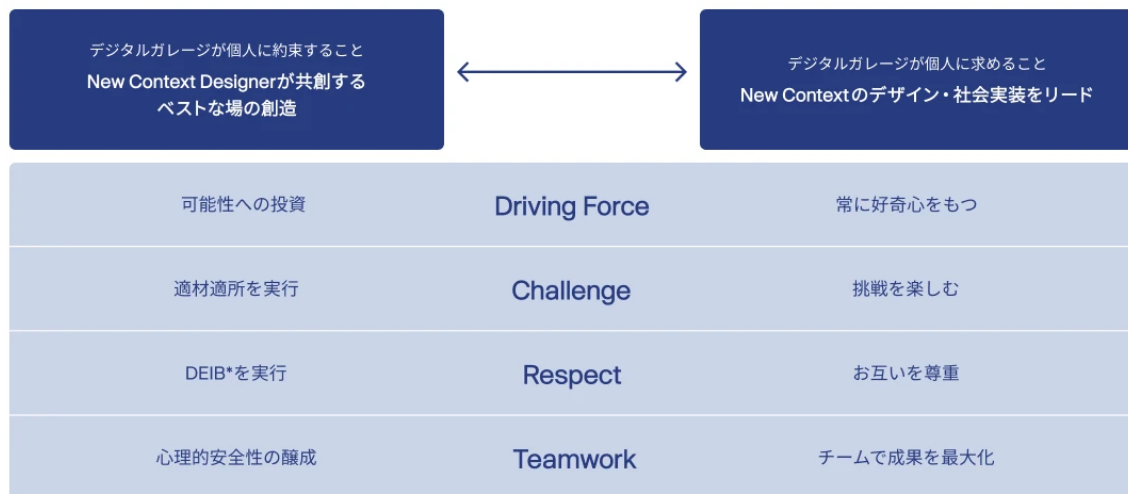 デジタルガレージが個人に約束すること
New Context Designerが共創する
ベストな場の創造
デジタルガレージが個人に求めること
New Contextのデザイン・社会実装をリード
可能性への投資
Driving Force
常に好奇心をもつ
適材適所を実行
Challenge
挑戦を楽しむ
DEIB*を実行
Respect
お互いを尊重
心理的安全性の醸成
Teamwork
チームで成果を最大化